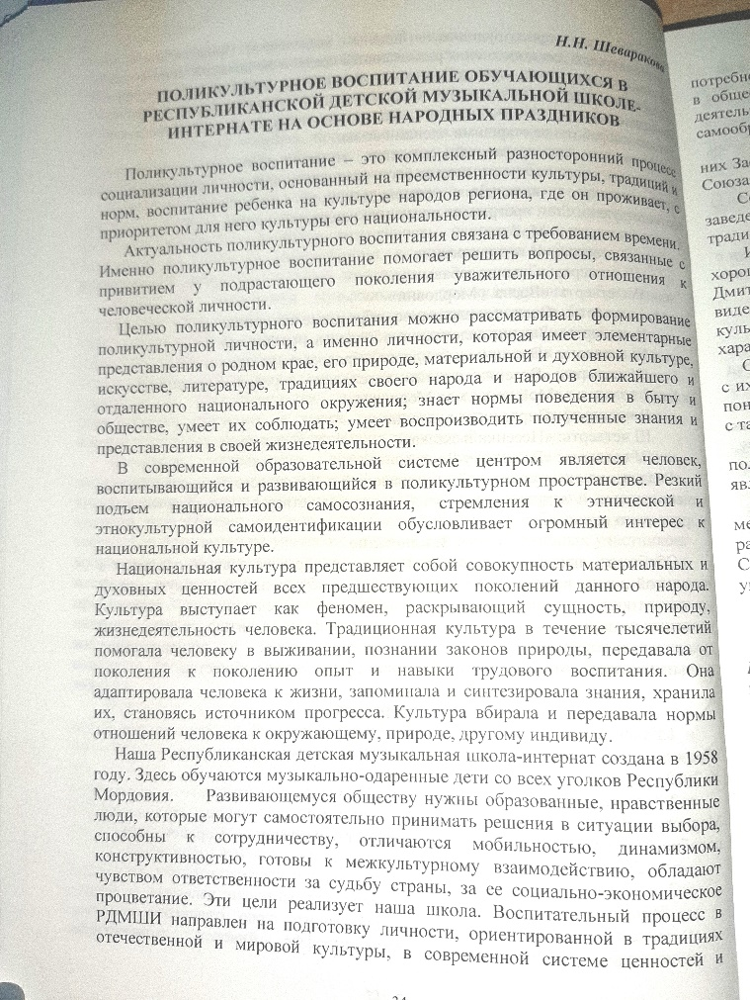 Н.Н. Шеваракова
ПОЛИКУЛЬТУРНОЕ ВОСПИТАНИЕ ОБУЧАЮЩИХСЯ В
РЕСПУБЛИКАНСКОЙ ДЕТСКОЙ МУЗЫКАЛЬНОЙ ШКОЛЕ-
ИНТЕРНАТЕ НА ОСНОВЕ НАРОДНЫХ ПРАЗДНИКОВ
Поликультурное воспитание – это комплексный разносторонний процесс
социализации личности, основанный на преемственности культуры, традиций и
норм, воспитание ребенка на культуре народов региона, где он проживает, с
приоритетом для него культуры его национальности.
Актуальность поликультурного воспитания связана с требованием времени.
Именно поликультурное воспитание помогает решить вопросы, связанные с
привитием у подрастающего поколения уважительного отношения к
человеческой личности.
Целью поликультурного воспитания можно рассматривать формирование
поликультурной личности, а именно личности, которая имеет элементарные
представления о родном крае, его природе, материальной и духовной культуре,
искусстве, литературе, традициях своего народа и народов ближайшего и
отдаленного национального окружения; знает нормы поведения в быту и
обществе, умеет их соблюдать; умеет воспроизводить полученные знания и
представления в своей жизнедеятельности.
В современной образовательной системе центром является человек,
воспитывающийся и развивающийся в поликультурном пространстве. Резкий
подъем национального самосознания, стремления к этнической и
этнокультурной самоидентификации обусловливает огромный интерес к
национальной культуре.
Национальная культура представляет собой совокупность материальных и
духовных ценностей всех предшествующих поколений данного народа.
Культура выступает как феномен, раскрывающий сущность, природу,
жизнедеятельность человека. Традиционная культура в течение тысячелетий
помогала человеку в выживании, познании законов природы, передавала от
поколения к поколению опыт и навыки трудового воспитания. Она
адаптировала человека к жизни, запоминала и синтезировала знания, хранила
их, становясь источником прогресса. Культура вбирала и передавала нормы
отношений человека к окружающему, природе, другому индивиду.
Наша Республиканская детская музыкальная школа-интернат создана в 1958
году. Здесь обучаются музыкально-одаренные дети со всех уголков Республики
Мордовия. Развивающемуся обществу нужны образованные, нравственные
люди, которые могут самостоятельно принимать решения в ситуации выбора,
способны к сотрудничеству, отличаются мобильностью, динамизмом,
конструктивностью, готовы к межкультурному взаимодействию, обладают
чувством ответственности за судьбу страны, за ее социально-экономическое
процветание. Эти цели реализует наша школа. Воспитательный процесс в
РДМШИ направлен на подготовку личности, ориентированной в традициях
отечественной и мировой культуры, в современной системе ценностей и